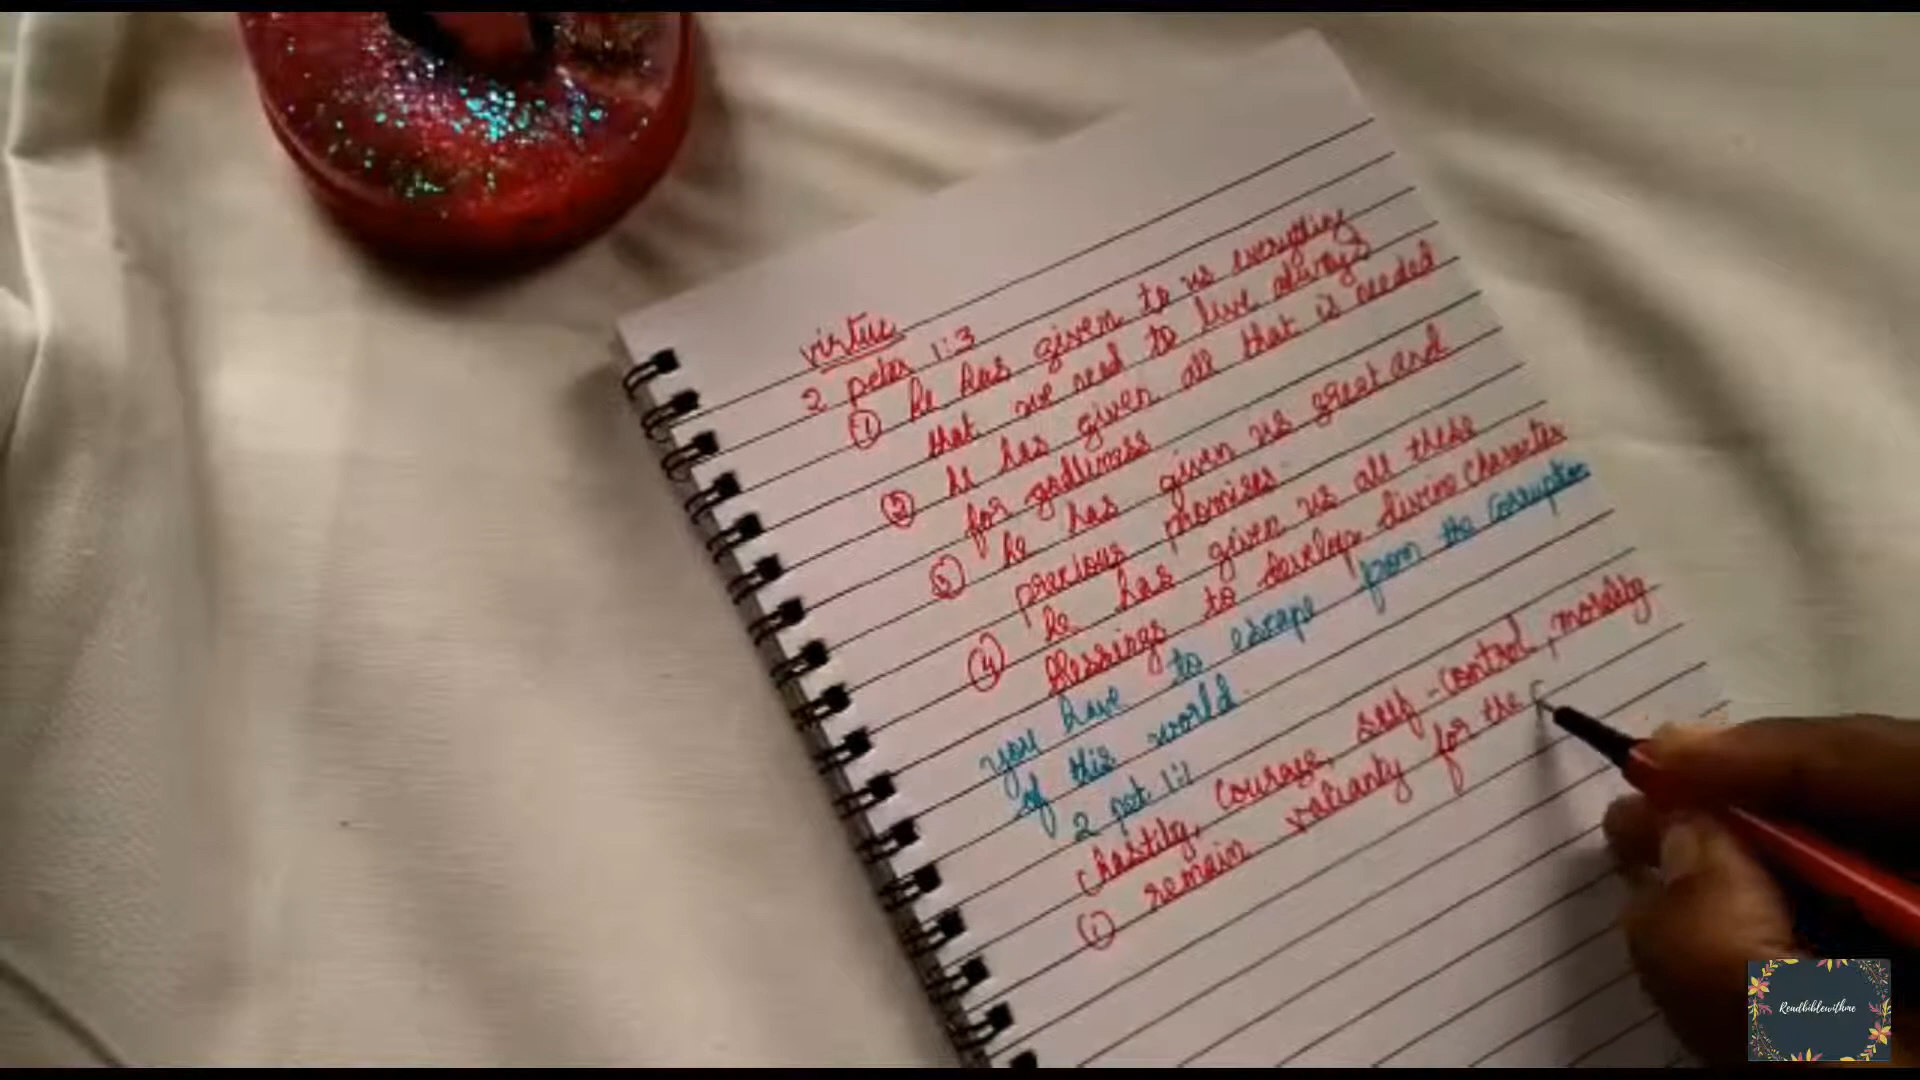 virtue
2 peter 1:3
① he has given to us everything
that we need to live always
② he has given all that is needed
for godliness
③ he has given us great and
precious promises.
④ he has given us all these
blessings to develop divine character
you have to escape from the corruption
of this world.
2 pet 1:1
chastity, courage, self-control, morality
① remain valianty for the
Readbiblewithme